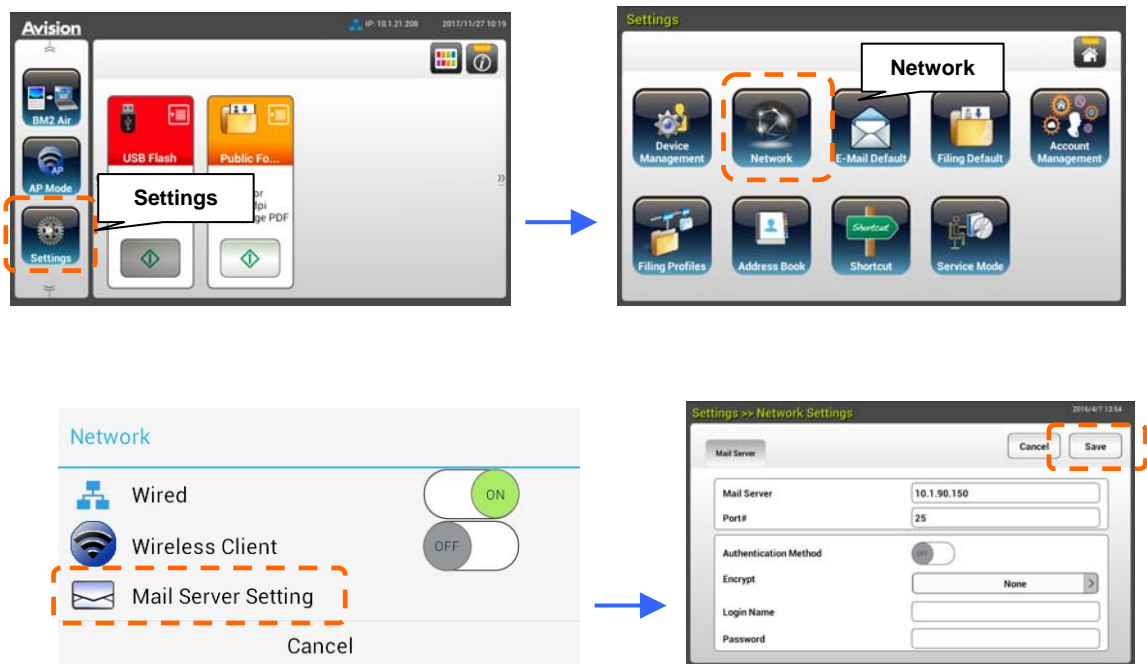 Avision
IP: 10.1.21.208 2017/11/27 10:19
BM2 Air
AP
AP Mode
Settings
USB Flash
Public Fo...
or
dpi
ge PDF
Settings
Settings
Network
Device Management
Network
E-Mail Default
Filing Default
Account Management
Filing Profiles
Address Book
Shortcut
Shortcut
Service Mode
Network
Wired ON
Wireless Client OFF
Mail Server Setting
Cancel
Settings >> Network Settings 2016/4/7 13:54
Mail Server Cancel Save
Mail Server 10.1.90.150
Port# 25
Authentication Method OFF
Encrypt None
Login Name
Password